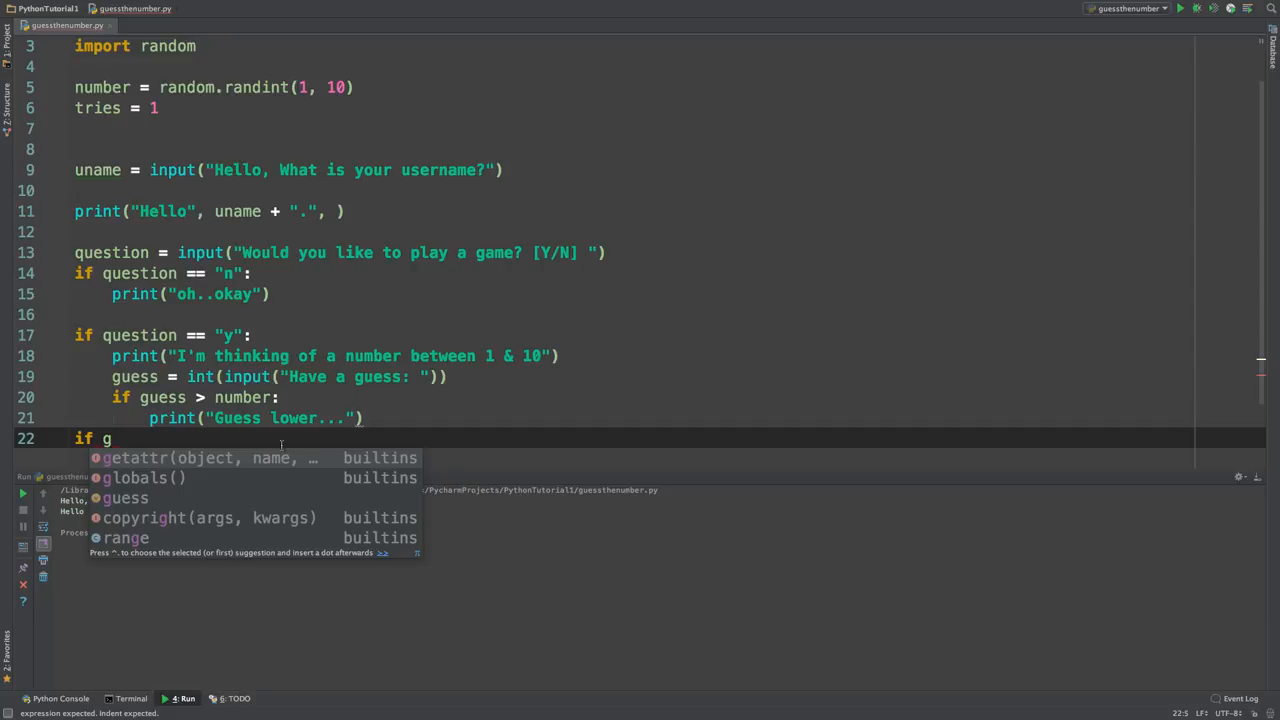 PythonTutorial1
guessthenumber.py
guessthenumber
guessthenumber.py
1: Project
Z: Structure
2: Favorites
Database
3 import random
4
5 number = random.randint(1, 10)
6 tries = 1
7
8
9 uname = input("Hello, What is your username?")
10
11 print("Hello", uname + ".", )
12
13 question = input("Would you like to play a game? [Y/N] ")
14 if question == "n":
15 print("oh..okay")
16
17 if question == "y":
18 print("I'm thinking of a number between 1 & 10")
19 guess = int(input("Have a guess: "))
20 if guess > number:
21 print("Guess lower...")
22 if g
getattr(object, name, … builtins
globals() builtins
guess
copyright(args, kwargs) builtins
range builtins
Press ^. to choose the selected (or first) suggestion and insert a dot afterwards >> π
Run guessthenumber
/Libra
/PycharmProjects/PythonTutorial1/guessthenumber.py
Hello,
Hello
Process
Python Console Terminal 4: Run 6: TODO Event Log
expression expected. Indent expected. 22:5 LF÷ UTF-8÷